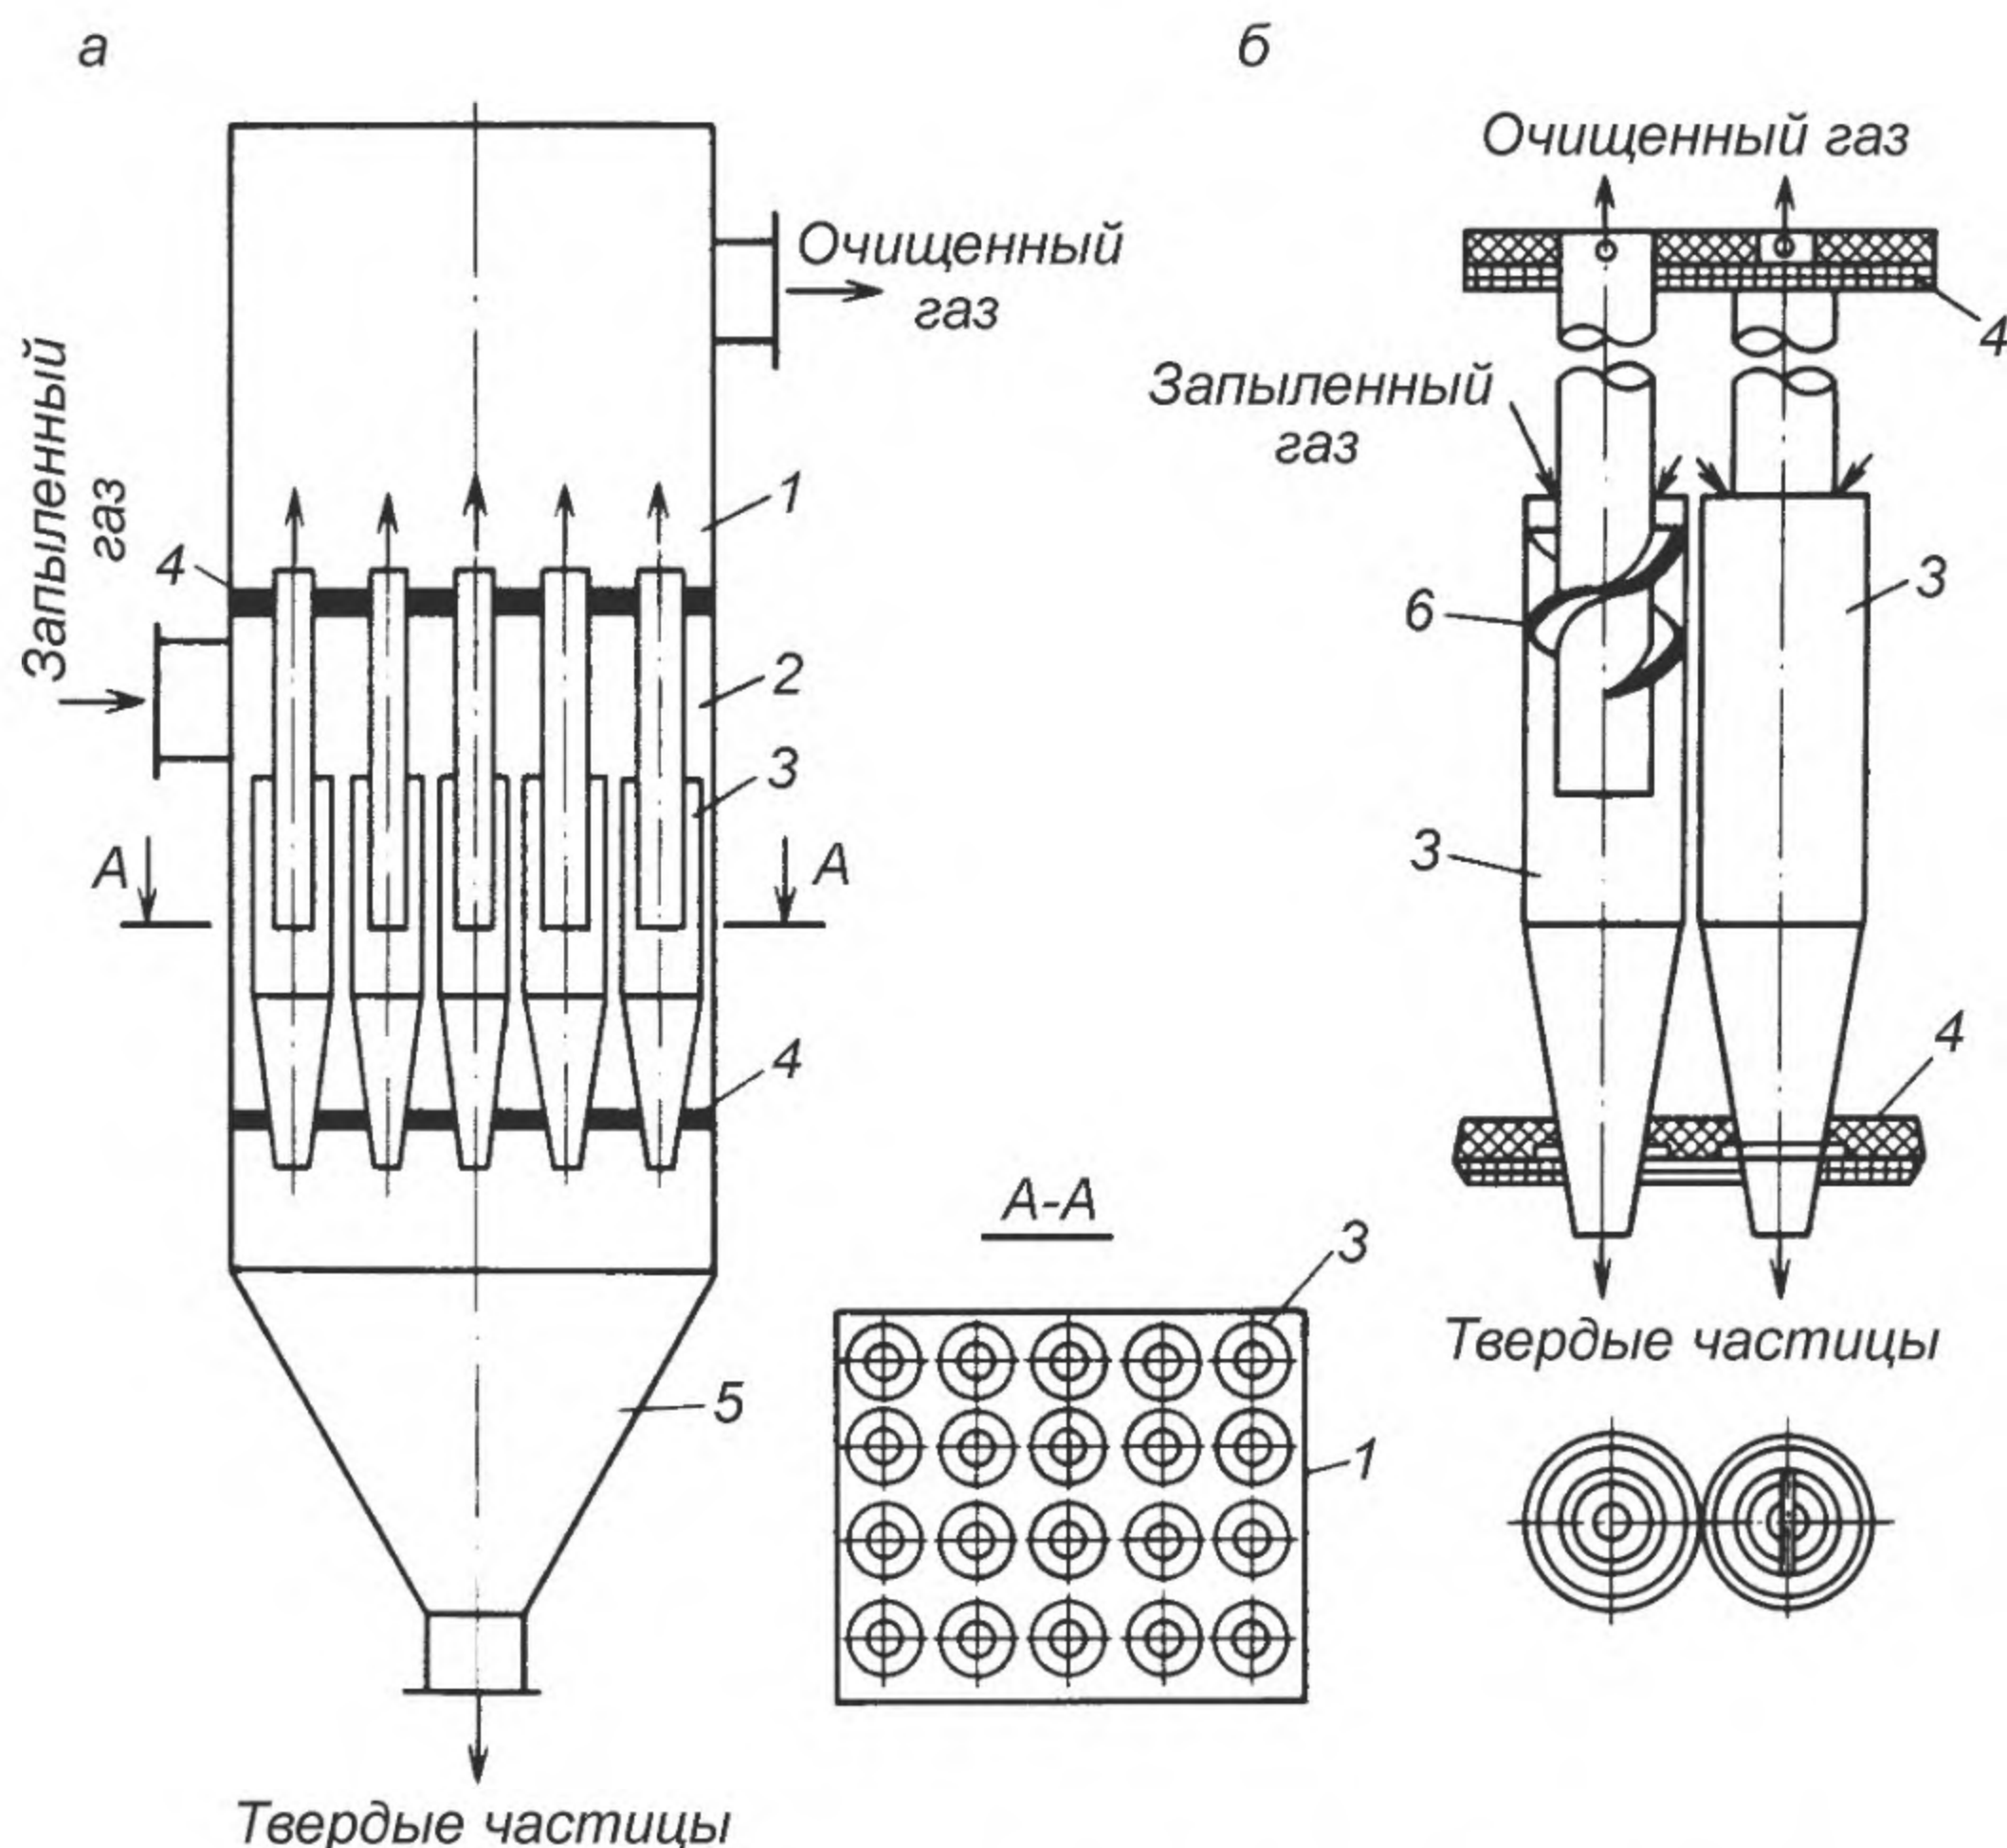 а
Очищенный
газ
Запыленный
газ
1
4
2
3
А
А
4
5
Твердые частицы
А-А
3
1
б
Очищенный газ
4
Запыленный
газ
6
3
3
4
Твердые частицы